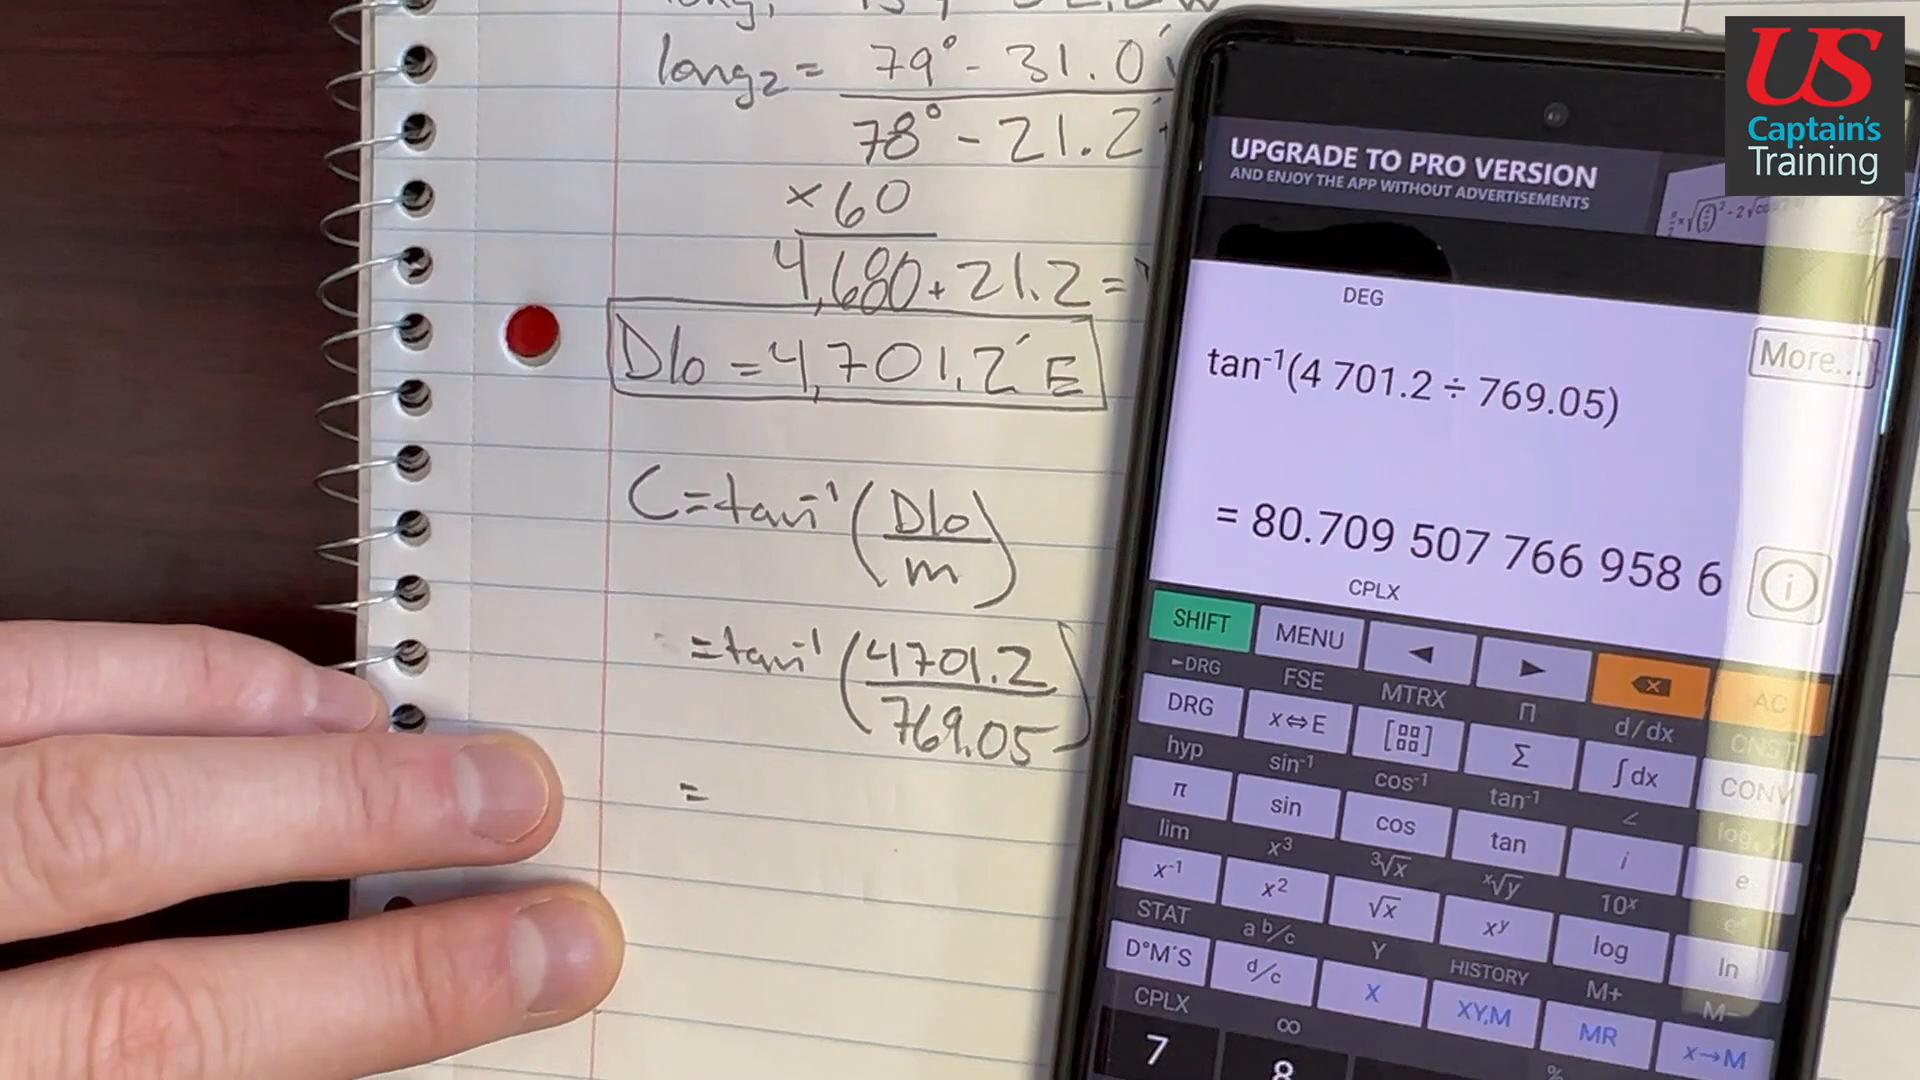 long₂ = 79° - 31.0'
78° - 21.2'
× 60
4,680 + 21.2 =
Dlo = 4,701.2' E
C = tan⁻¹ (Dlo / m)
= tan⁻¹ (4701.2 / 769.05)
=
US
Captain's
Training
UPGRADE TO PRO VERSION
AND ENJOY THE APP WITHOUT ADVERTISEMENTS
DEG
More...
tan⁻¹(4 701.2 ÷ 769.05)
= 80.709 507 766 958 6
i
CPLX
SHIFT MENU ◄ ► AC
►DRG FSE MTRX Π d/dx CNST
DRG x⇔E Σ ∫dx CONV
hyp sin⁻¹ cos⁻¹ tan⁻¹ ∠
π sin cos tan i e
lim x³ ³√x ˣ√y 10ˣ eˣ
x⁻¹ x² √x xʸ log ln
STAT a b/c Y HISTORY M+ M−
D°M´S d/c X XY,M MR x→M
CPLX ∞ %
7 8